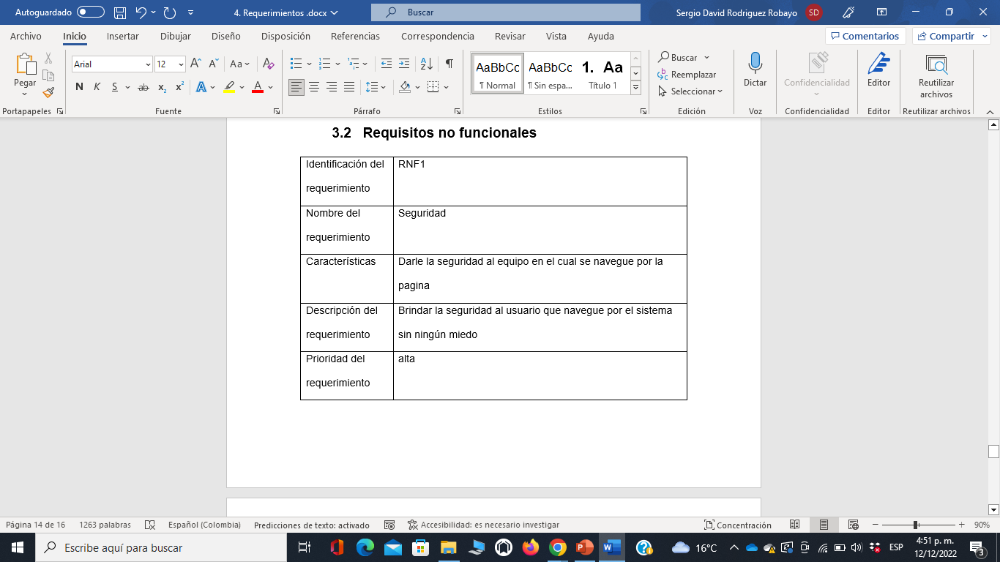 Autoguardado
4. Requerimientos .docx
Buscar
Sergio David Rodriguez Robayo
SD
Archivo Inicio Insertar Dibujar Diseño Disposición Referencias Correspondencia Revisar Vista Ayuda
Comentarios
Compartir
Pegar
Portapapeles
Arial
12
Aa
N K S ab x₂ x²
A A
Fuente
Párrafo
AaBbCc
¶ Normal
AaBbCc
¶ Sin espa...
1. Aa
Título 1
Estilos
Buscar
Reemplazar
Seleccionar
Edición
Dictar
Voz
Confidencialidad
Confidencialidad
Editor
Editor
Reutilizar
archivos
Reutilizar archivos
3.2 Requisitos no funcionales
Identificación del
requerimiento
RNF1
Nombre del
requerimiento
Seguridad
Características
Darle la seguridad al equipo en el cual se navegue por la
pagina
Descripción del
requerimiento
Brindar la seguridad al usuario que navegue por el sistema
sin ningún miedo
Prioridad del
requerimiento
alta
Página 14 de 16 1263 palabras Español (Colombia) Predicciones de texto: activado Accesibilidad: es necesario investigar
Concentración
90%
Escribe aquí para buscar
16°C
ESP
4:51 p. m.
12/12/2022
3